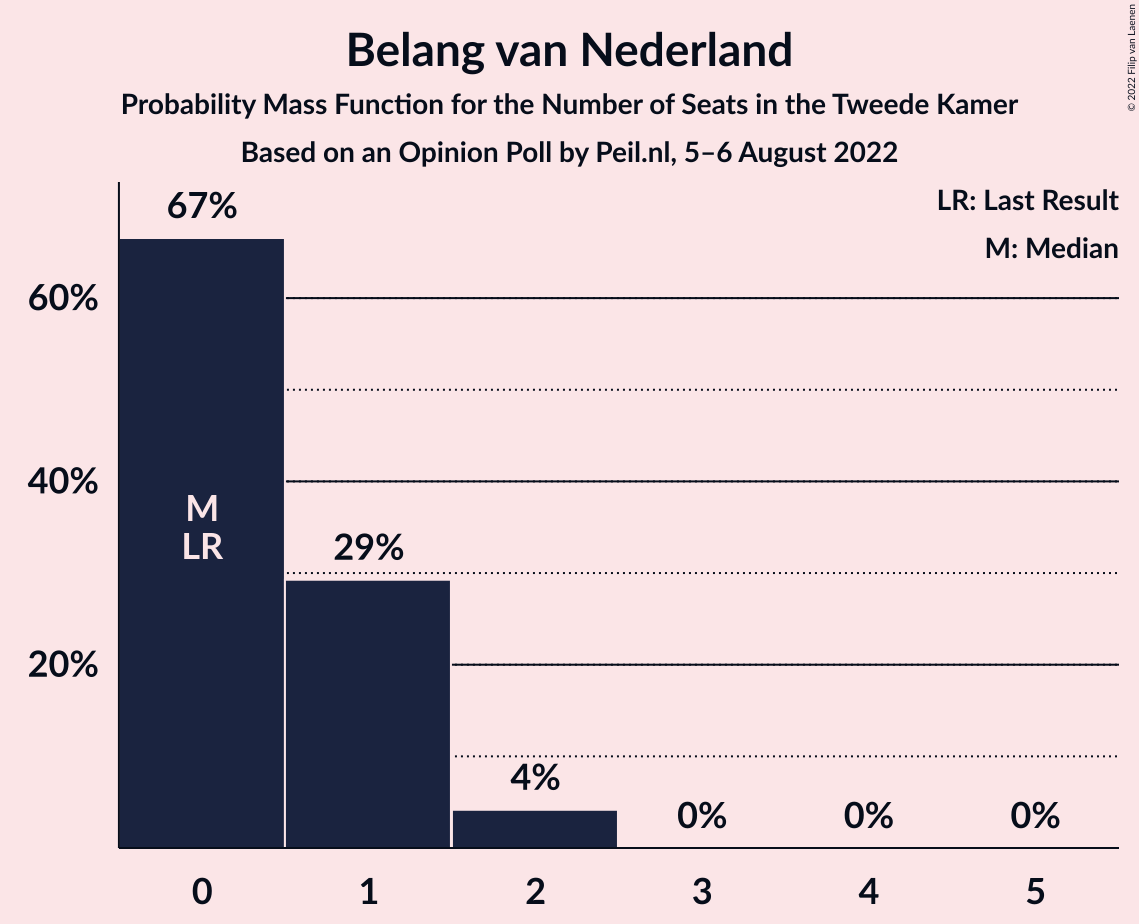 Belang van Nederland
Probability Mass Function for the Number of Seats in the Tweede Kamer
Based on an Opinion Poll by Peil.nl, 5–6 August 2022
© 2022 Filip van Laenen
LR: Last Result
M: Median
67%
60%
40%
20%
M
LR
29%
4%
0%
0%
0%
0
1
2
3
4
5